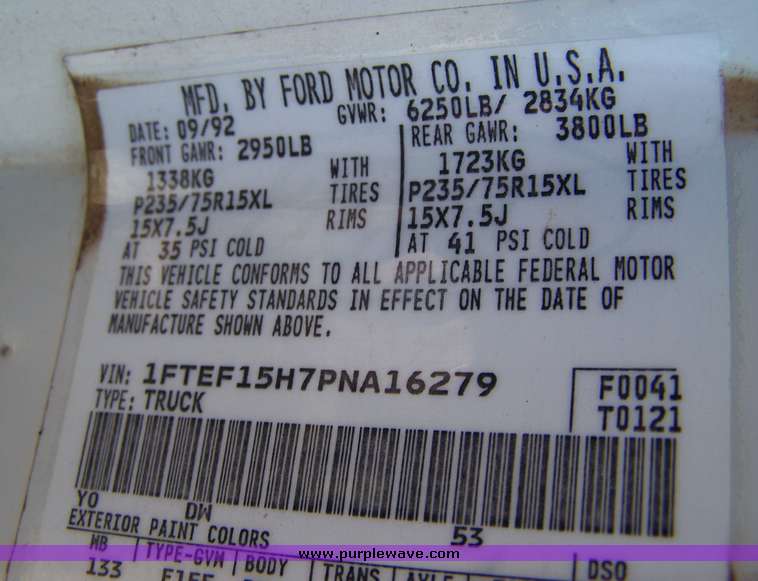 MFD. BY FORD MOTOR CO. IN U.S.A.
DATE: 09/92 GVWR: 6250LB/ 2834KG
FRONT GAWR: 2950LB REAR GAWR: 3800LB
1338KG WITH 1723KG WITH
P235/75R15XL TIRES P235/75R15XL TIRES
15X7.5J RIMS 15X7.5J RIMS
AT 35 PSI COLD AT 41 PSI COLD
THIS VEHICLE CONFORMS TO ALL APPLICABLE FEDERAL MOTOR
VEHICLE SAFETY STANDARDS IN EFFECT ON THE DATE OF
MANUFACTURE SHOWN ABOVE.
VIN: 1FTEF15H7PNA16279 F0041
TYPE: TRUCK T0121
YO DW 53
EXTERIOR PAINT COLORS
WB TYPE-GVM BODY TRANS AXLE DSO
133
www.purplewave.com